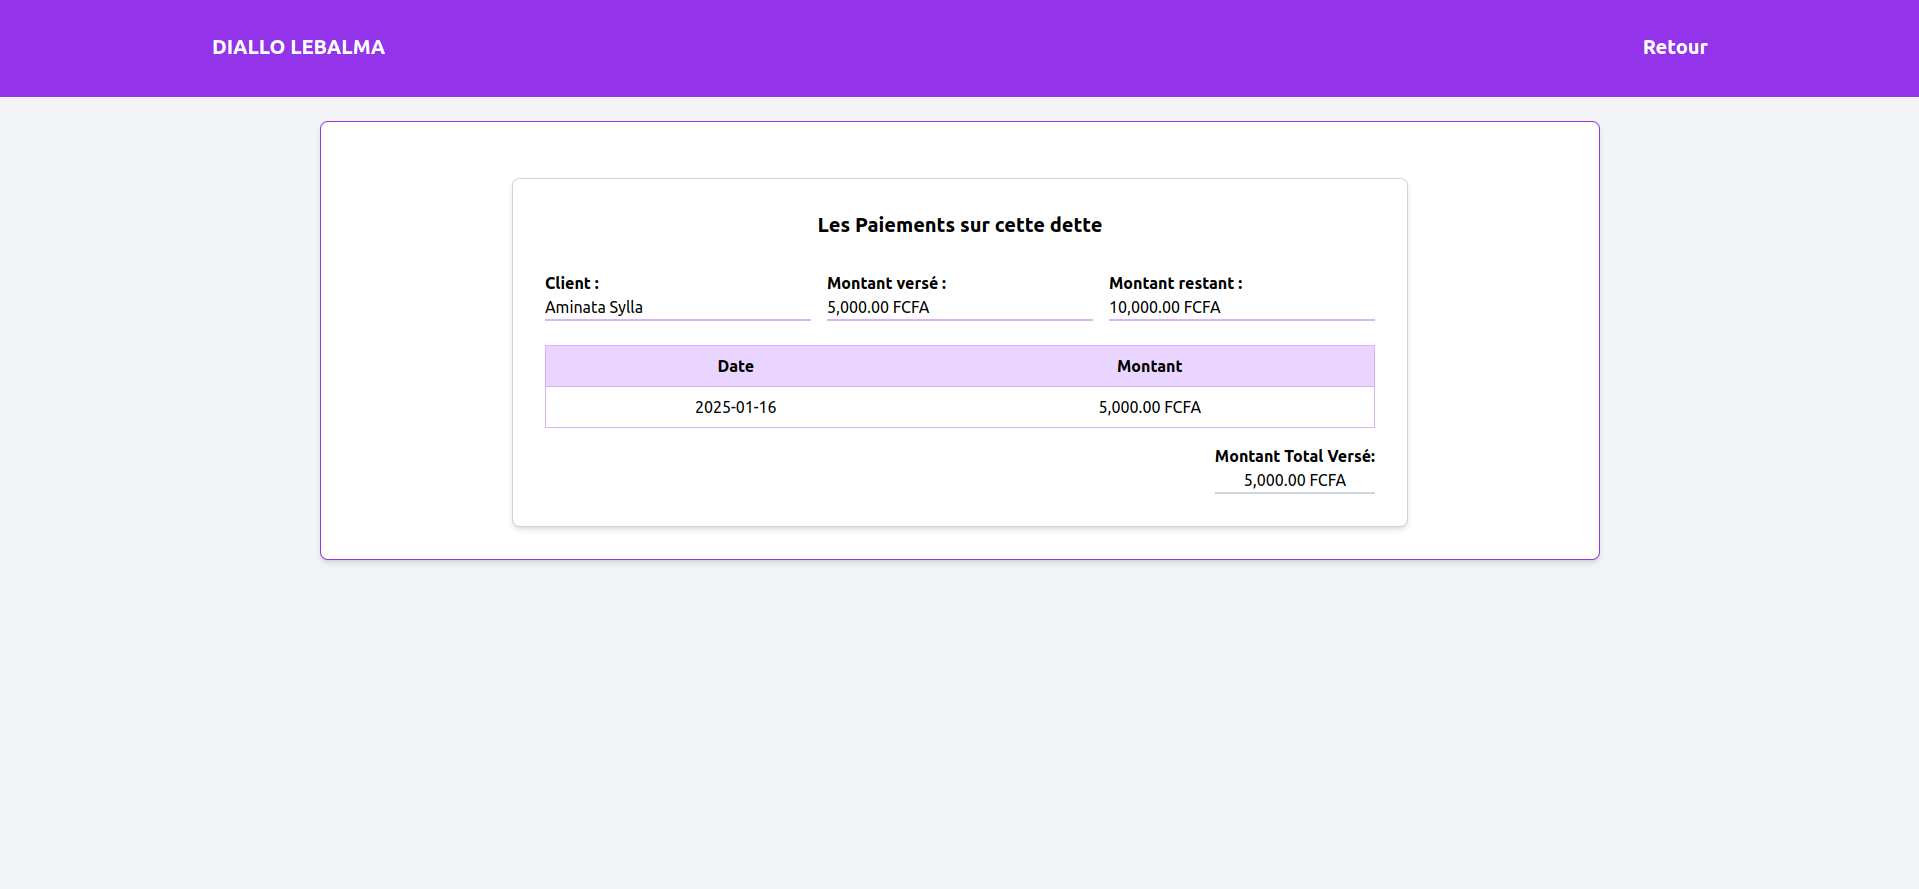 DIALLO LEBALMA
Retour
Les Paiements sur cette dette
Client :
Aminata Sylla
Montant versé :
5,000.00 FCFA
Montant restant :
10,000.00 FCFA
Date Montant
2025-01-16 5,000.00 FCFA
Montant Total Versé:
5,000.00 FCFA